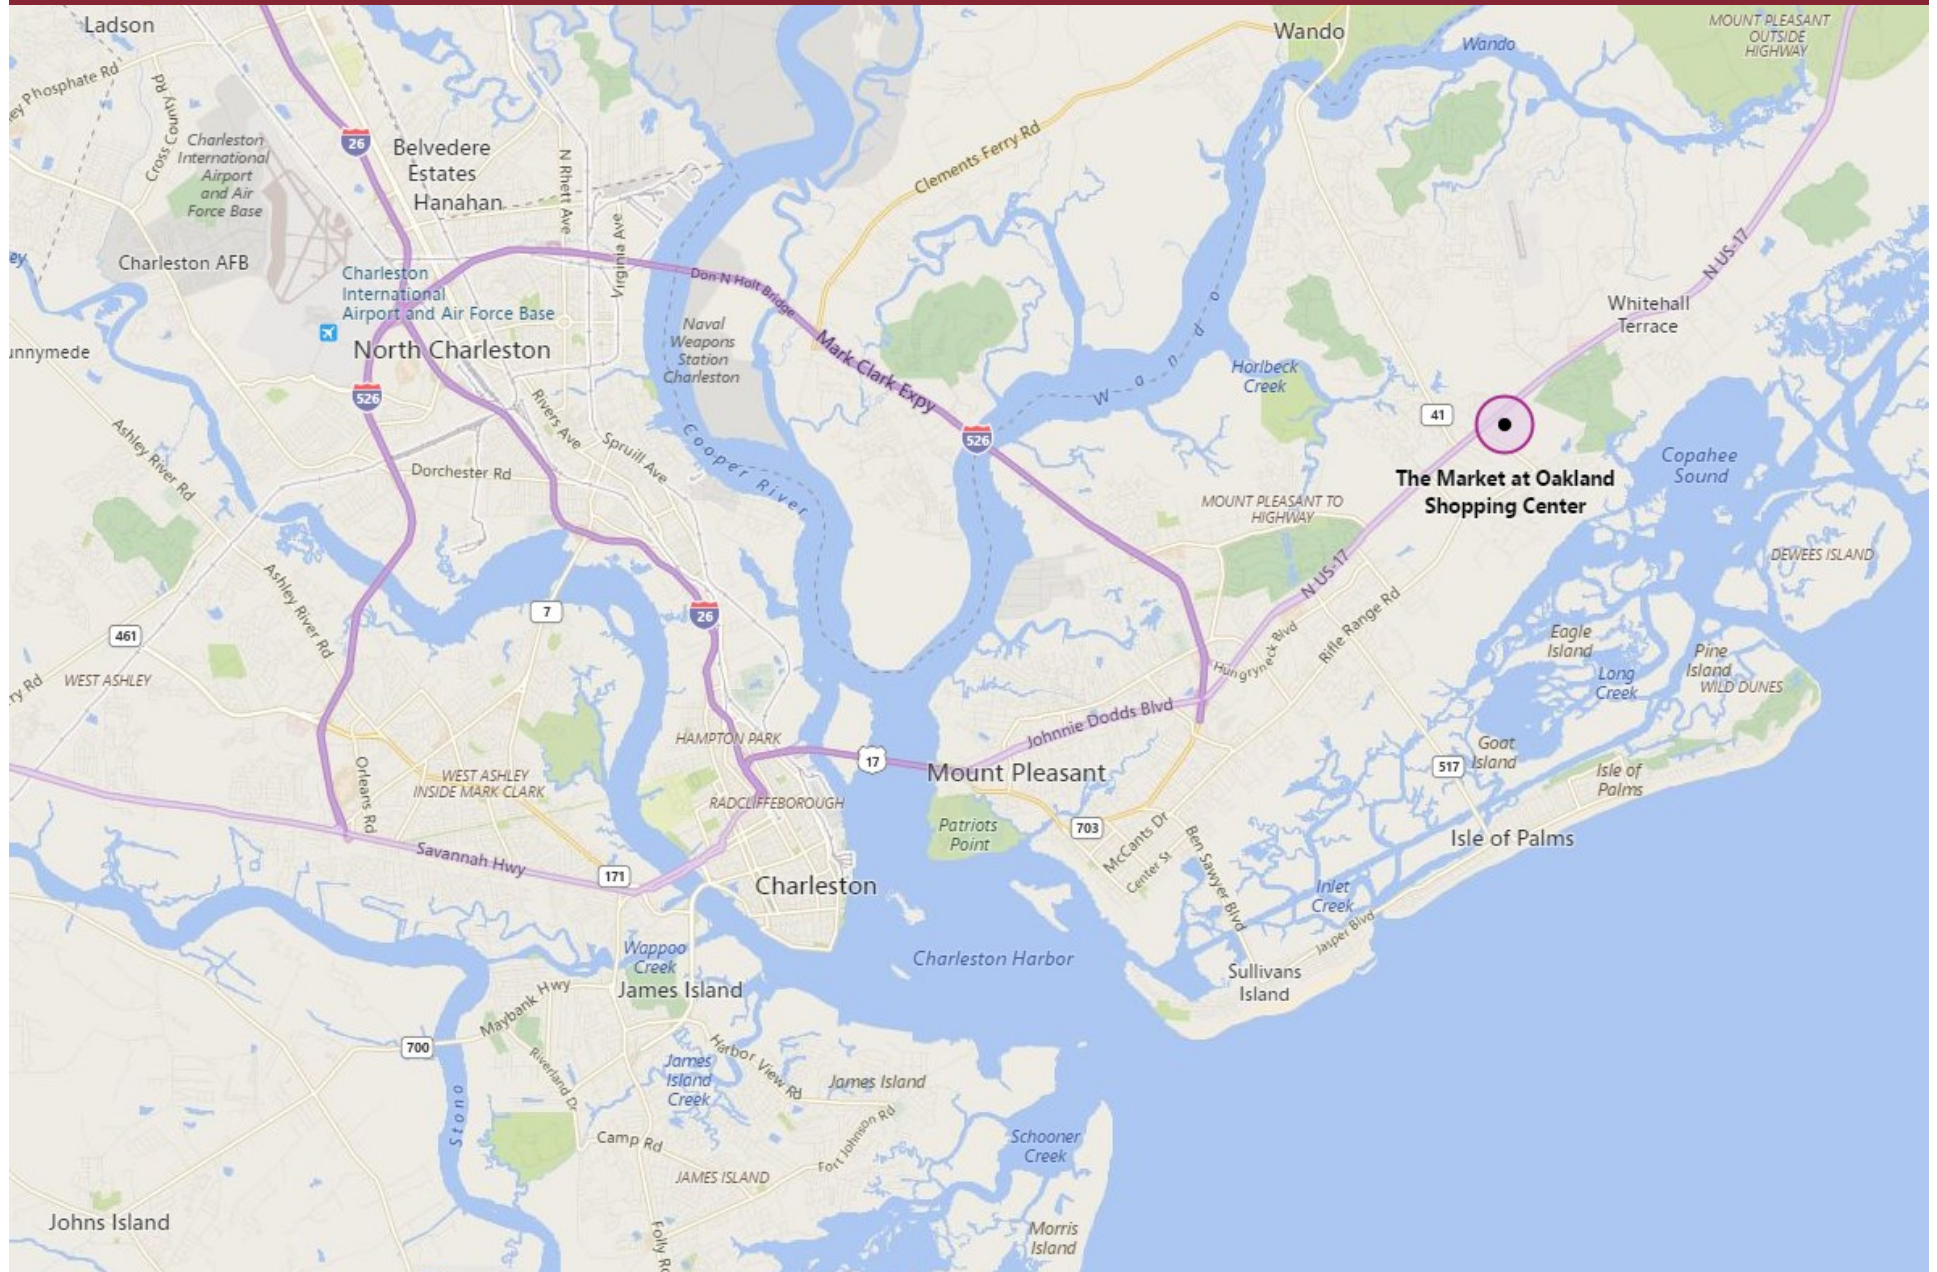 Ladson
Wando
Wando
MOUNT PLEASANT
OUTSIDE
HIGHWAY
Phosphate Rd
Cross County Rd
26
Charleston
International
Airport
and Air
Force Base
Belvedere
Estates
Hanahan
N Rhett Ave
Clements Ferry Rd
Virginia Ave
Charleston AFB
Charleston
International
Airport and Air Force Base
Don N Holt Bridge
N US-17
Whitehall
Terrace
Naval
Weapons
Station
Charleston
Wando
unnymede
North Charleston
Mark Clark Expy
Horlbeck
Creek
526
41
Rivers Ave
Spruill Ave
Ashley River Rd
Cooper River
526
Dorchester Rd
The Market at Oakland
Shopping Center
Copahee
Sound
MOUNT PLEASANT TO
HIGHWAY
DEWEES ISLAND
N US-17
Ashley River Rd
7
26
461
Rifle Range Rd
Hungryneck Blvd
Eagle
Island
Long
Creek
Pine
Island
WILD DUNES
WEST ASHLEY
ry Rd
Johnnie Dodds Blvd
HAMPTON PARK
17
Mount Pleasant
Goat
Island
517
Isle of
Palms
Orleans Rd
WEST ASHLEY
INSIDE MARK CLARK
RADCLIFFEBOROUGH
Patriots
Point
703
McCants Dr
Center St
Ben Sawyer Blvd
Isle of Palms
Savannah Hwy
171
Charleston
Inlet
Creek
Jasper Blvd
Wappoo
Creek
Charleston Harbor
Sullivans
Island
James Island
Maybank Hwy
700
Riverland Dr
Harbor View Rd
James
Island
Creek
James Island
Stono
Camp Rd
Fort Johnson Rd
Schooner
Creek
JAMES ISLAND
Johns Island
Folly R
Morris
Island